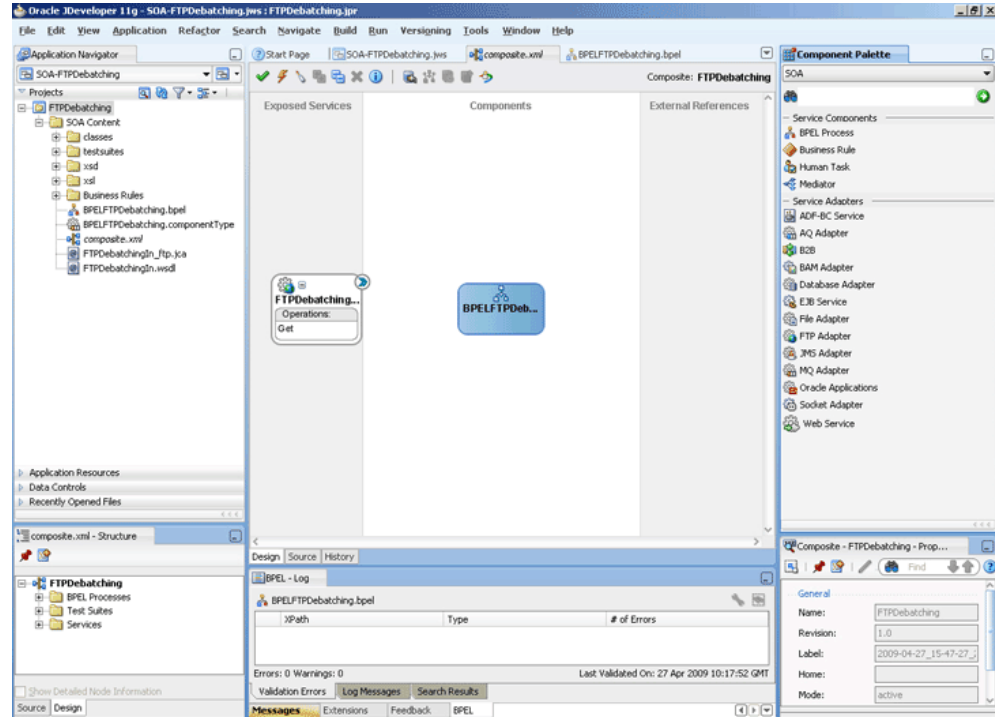 Oracle JDeveloper 11g - SOA-FTPDebatching.jws : FTPDebatching.jpr
File Edit View Application Refactor Search Navigate Build Run Versioning Tools Window Help
Application Navigator
SOA-FTPDebatching
Projects
FTPDebatching
SOA Content
classes
testsuites
xsd
xsl
Business Rules
BPELFTPDebatching.bpel
BPELFTPDebatching.componentType
composite.xml
FTPDebatchingIn_ftp.jca
FTPDebatchingIn.wsdl
Application Resources
Data Controls
Recently Opened Files
composite.xml - Structure
FTPDebatching
BPEL Processes
Test Suites
Services
Show Detailed Node Information
Source Design
Start Page SOA-FTPDebatching.jws composite.xml BPELFTPDebatching.bpel
Composite: FTPDebatching
Exposed Services Components External References
FTPDebatching...
Operations:
Get
BPELFTPDeb...
Design Source History
BPEL - Log
BPELFTPDebatching.bpel
XPath Type # of Errors
Errors: 0 Warnings: 0 Last Validated On: 27 Apr 2009 10:17:52 GMT
Validation Errors Log Messages Search Results
Messages Extensions Feedback BPEL
Component Palette
SOA
Service Components
BPEL Process
Business Rule
Human Task
Mediator
Service Adapters
ADF-BC Service
AQ Adapter
B2B
BAM Adapter
Database Adapter
EJB Service
File Adapter
FTP Adapter
JMS Adapter
MQ Adapter
Oracle Applications
Socket Adapter
Web Service
Composite - FTPDebatching - Prop...
Find
General
Name: FTPDebatching
Revision: 1.0
Label: 2009-04-27_15-47-27_
Home:
Mode: active